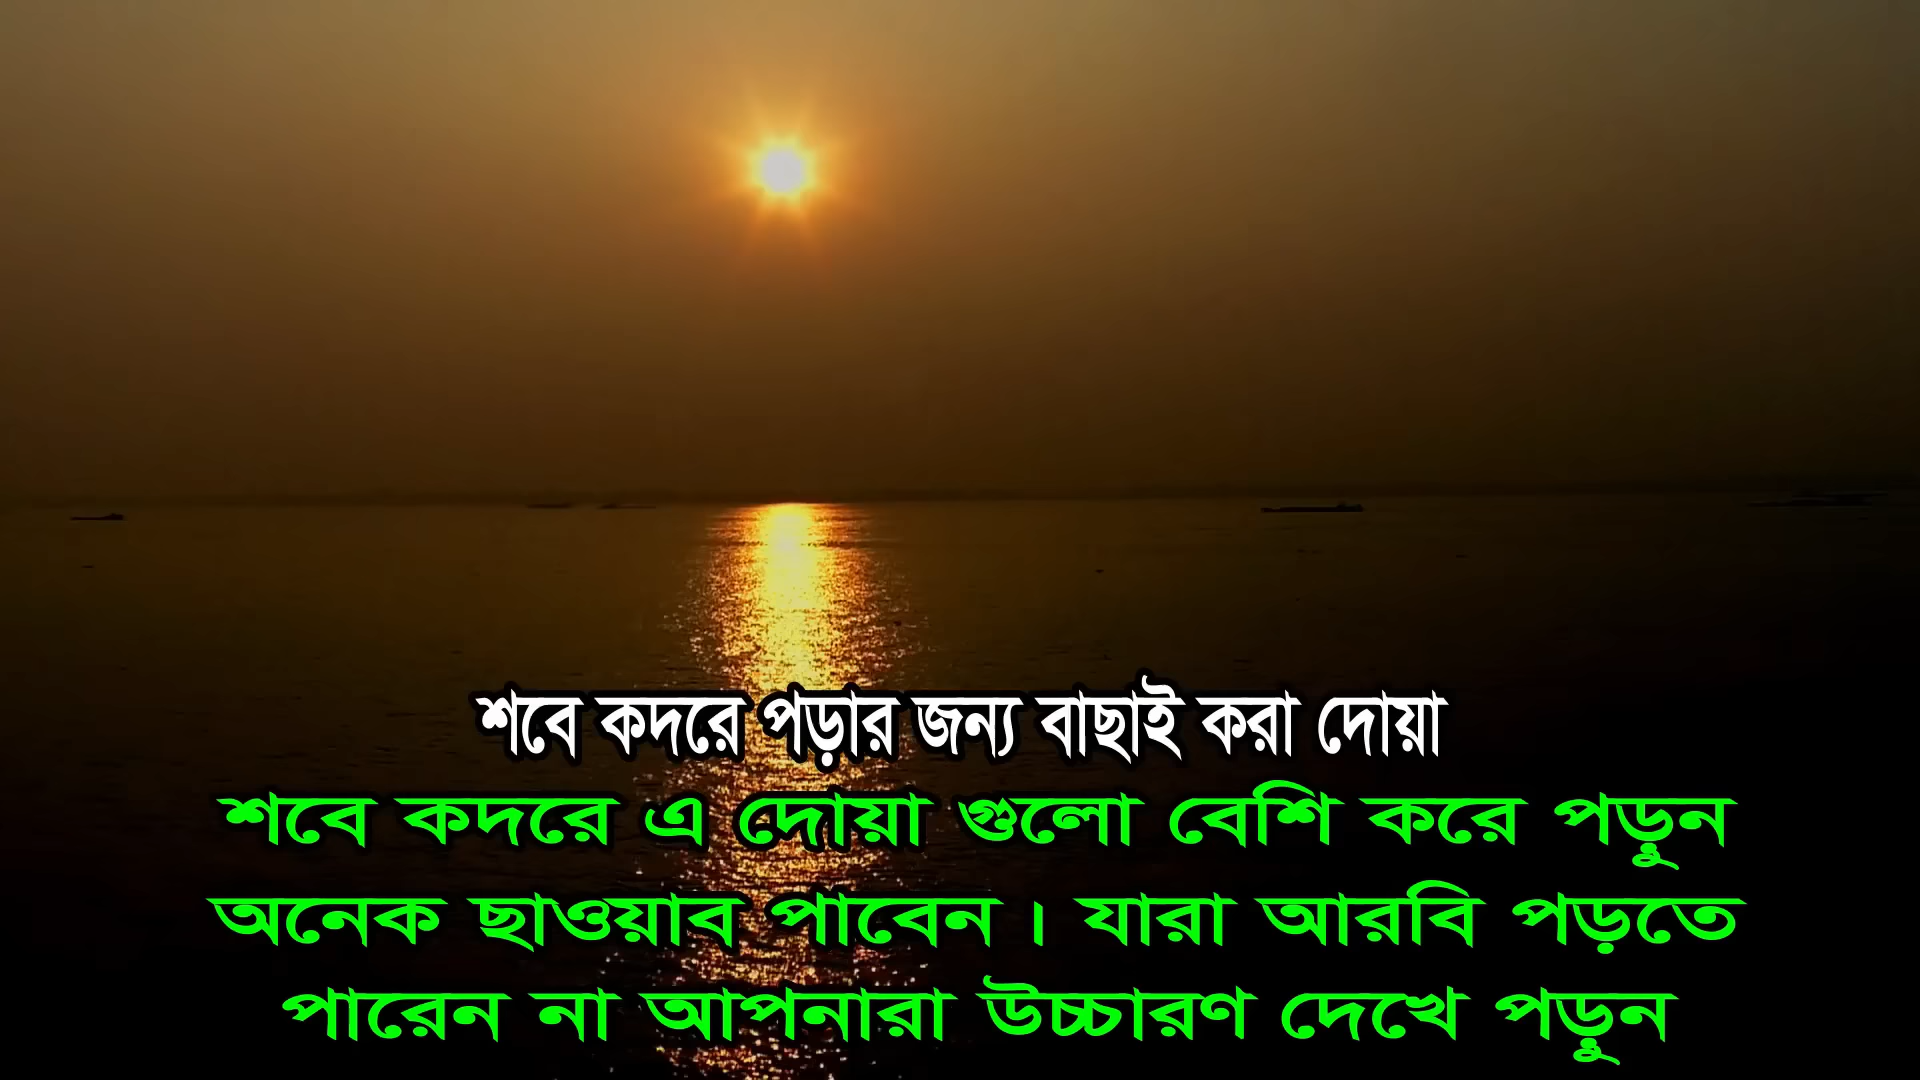 শবে কদরে পড়ার জন্য বাছাই করা দোয়া
শবে কদরে এ দোয়া গুলো বেশি করে পড়ুন
অনেক ছাওয়াব পাবেন । যারা আরবি পড়তে
পারেন না আপনারা উচ্চারণ দেখে পড়ুন